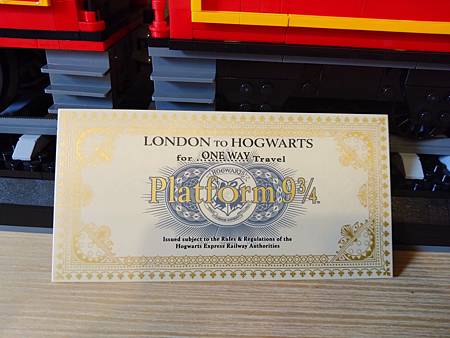 LONDON TO HOGWARTS
ONE WAY
for Travel
Platform 9¾
HOGWARTS
Issued subject to the Rules & Regulations of the
Hogwarts Express Railway Authorities